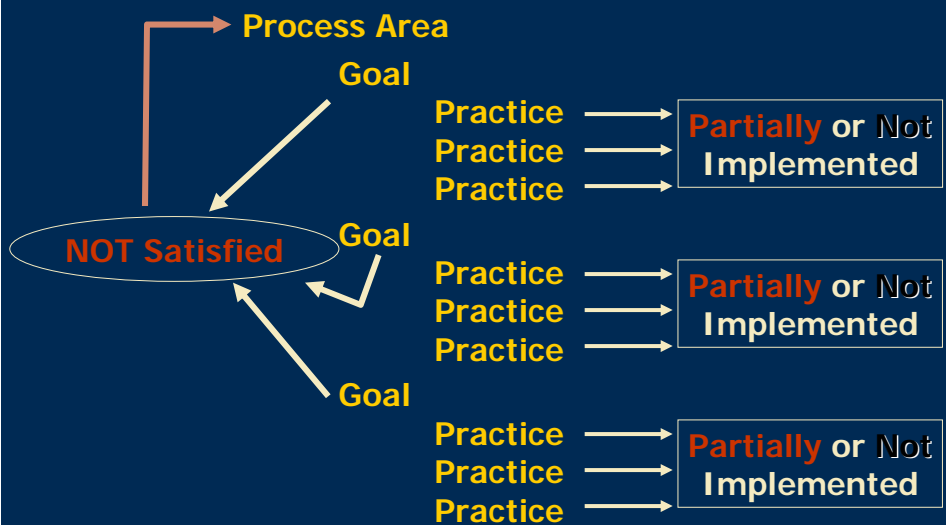 Process Area
Goal
Practice
Practice
Practice
Partially or Not
Implemented
NOT Satisfied
Goal
Practice
Practice
Practice
Partially or Not
Implemented
Goal
Practice
Practice
Practice
Partially or Not
Implemented